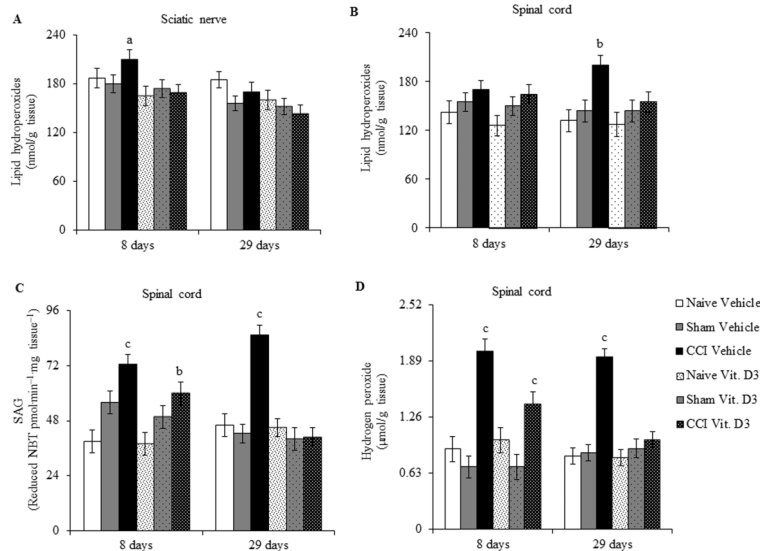 A
Sciatic nerve
Lipid hydroperoxides
(nmol/g tissue)
240
180
120
60
0
a
8 days
29 days
B
Spinal cord
Lipid hydroperoxides
(nmol/g tissue)
240
180
120
60
0
b
8 days
29 days
C
Spinal cord
SAG
(Reduced NBT pmol·min⁻¹ mg tissue⁻¹)
96
72
48
24
0
c
b
c
8 days
29 days
D
Spinal cord
Hydrogen peroxide
(µmol/g tissue)
2.52
1.89
1.26
0.63
0
c
c
c
8 days
29 days
Naive Vehicle
Sham Vehicle
CCI Vehicle
Naive Vit. D3
Sham Vit. D3
CCI Vit. D3